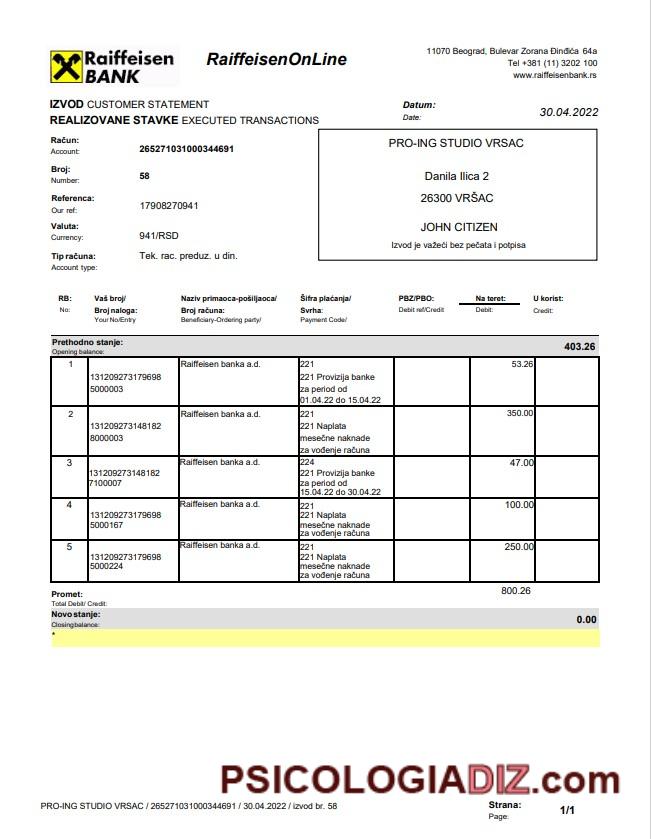 Raiffeisen
BANK
RaiffeisenOnLine
11070 Beograd, Bulevar Zorana Đinđića 64a
Tel +381 (11) 3202 100
www.raiffeisenbank.rs
IZVOD CUSTOMER STATEMENT
REALIZOVANE STAVKE EXECUTED TRANSACTIONS
Datum:
Date:
30.04.2022
Račun:
Account:
265271031000344691
Broj:
Number:
58
Referenca:
Our ref:
17908270941
Valuta:
Currency:
941/RSD
Tip računa:
Account type:
Tek. rac. preduz. u din.
PRO-ING STUDIO VRSAC
Danila Ilica 2
26300 VRŠAC
JOHN CITIZEN
Izvod je važeći bez pečata i potpisa
RB: Vaš broj/ Naziv primaoca-pošiljaoca/ Šifra plaćanja/ PBZ/PBO: Na teret: U korist:
No: Broj naloga: Broj računa: Svrha: Debit ref/Credit Debit: Credit:
Your No/Entry Beneficiary-Ordering party/ Payment Code/
Prethodno stanje:
Opening balance:
403.26
1 Raiffeisen banka a.d. 221 53.26
131209273179698 221 Provizija banke
5000003 za period od
01.04.22 do 15.04.22
2 Raiffeisen banka a.d. 221 350.00
131209273148182 221 Naplata
8000003 mesečne naknade
za vođenje računa
3 Raiffeisen banka a.d. 224 47.00
131209273148182 221 Provizija banke
7100007 za period od
15.04.22 do 30.04.22
4 Raiffeisen banka a.d. 221 100.00
131209273179698 221 Naplata
5000167 mesečne naknade
za vođenje računa
5 Raiffeisen banka a.d. 221 250.00
131209273179698 221 Naplata
5000224 mesečne naknade
za vođenje računa
Promet:
Total Debit/ Credit:
800.26
Novo stanje:
Closingbalance:
0.00
*
PSICOLOGIADIZ.com
PRO-ING STUDIO VRSAC / 265271031000344691 / 30.04.2022 / izvod br. 58
Strana:
Page:
1/1